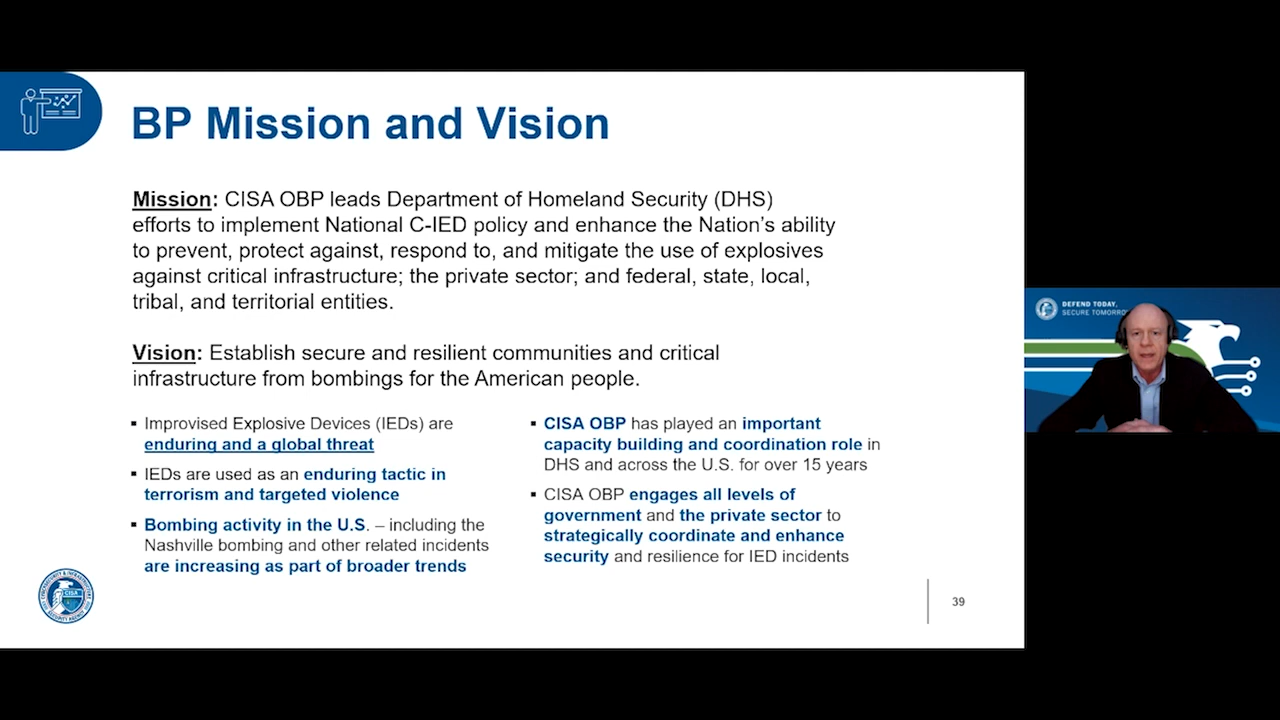 BP Mission and Vision
Mission: CISA OBP leads Department of Homeland Security (DHS)
efforts to implement National C-IED policy and enhance the Nation's ability
to prevent, protect against, respond to, and mitigate the use of explosives
against critical infrastructure; the private sector; and federal, state, local,
tribal, and territorial entities.
Vision: Establish secure and resilient communities and critical
infrastructure from bombings for the American people.
▪ Improvised Explosive Devices (IEDs) are
enduring and a global threat
▪ IEDs are used as an enduring tactic in
terrorism and targeted violence
▪ Bombing activity in the U.S. – including the
Nashville bombing and other related incidents
are increasing as part of broader trends
▪ CISA OBP has played an important
capacity building and coordination role in
DHS and across the U.S. for over 15 years
▪ CISA OBP engages all levels of
government and the private sector to
strategically coordinate and enhance
security and resilience for IED incidents
CISA
39
DEFEND TODAY,
SECURE TOMORRO